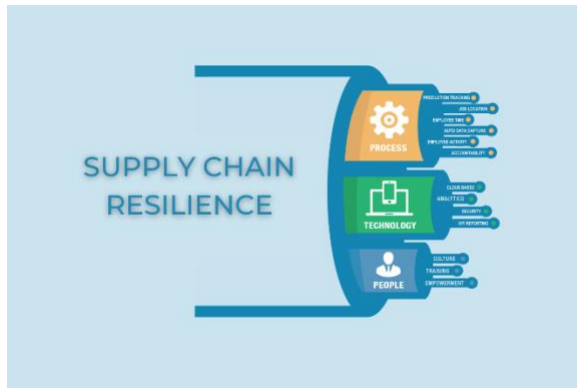 SUPPLY CHAIN
RESILIENCE
PROCESS
PRODUCTION TRACKING
JOB LOCATION
EMPLOYEE TIME
AUTO DATA CAPTURE
EMPLOYEE ACTIVITY
ACCOUNTABILITY
TECHNOLOGY
CLOUD BASED
ANALYTICS
SECURITY
KPI REPORTING
PEOPLE
CULTURE
TRAINING
EMPOWERMENT